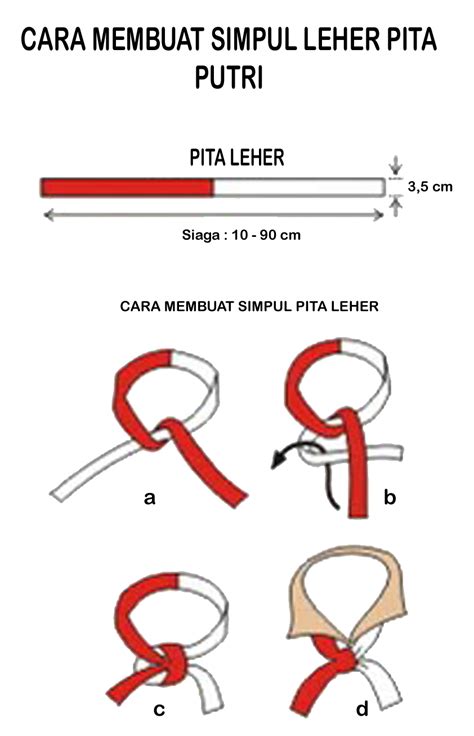 CARA MEMBUAT SIMPUL LEHER PITA
PUTRI
PITA LEHER
3,5 cm
Siaga : 10 - 90 cm
CARA MEMBUAT SIMPUL PITA LEHER
a
b
c
d